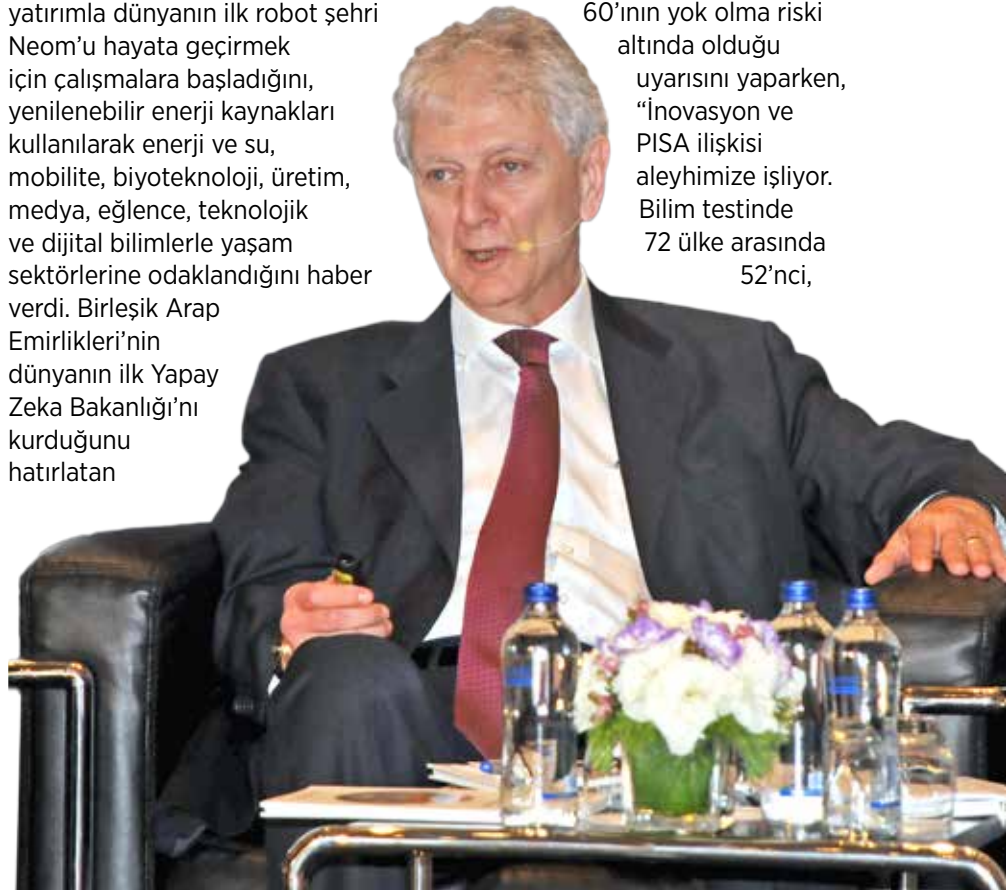 yatırımla dünyanın ilk robot şehri
Neom’u hayata geçirmek
için çalışmalara başladığını,
yenilenebilir enerji kaynakları
kullanılarak enerji ve su,
mobilite, biyoteknoloji, üretim,
medya, eğlence, teknolojik
ve dijital bilimlerle yaşam
sektörlerine odaklandığını haber
verdi. Birleşik Arap
Emirlikleri’nin
dünyanın ilk Yapay
Zeka Bakanlığı’nı
kurduğunu
hatırlatan
60’ının yok olma riski
altında olduğu
uyarısını yaparken,
“İnovasyon ve
PISA ilişkisi
aleyhimize işliyor.
Bilim testinde
72 ülke arasında
52’nci,